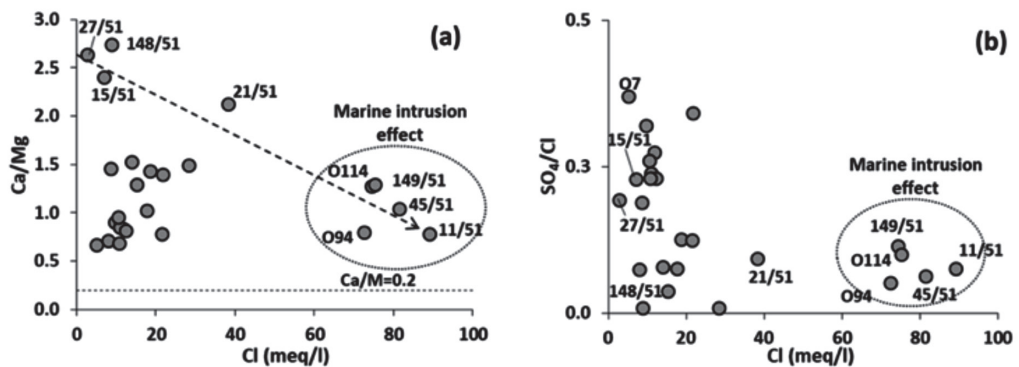 3.0
2.5
2.0
1.5
1.0
0.5
0.0
Ca/Mg
27/51
148/51
15/51
21/51
(a)
Marine intrusion
effect
O114
149/51
45/51
O94
11/51
Ca/M=0.2
0
20
40
60
80
100
Cl (meq/l)
0.5
0.3
0.0
SO₄/Cl
(b)
O7
15/51
27/51
148/51
21/51
Marine intrusion
effect
149/51
11/51
O114
O94
45/51
0
20
40
60
80
100
Cl (meq/l)